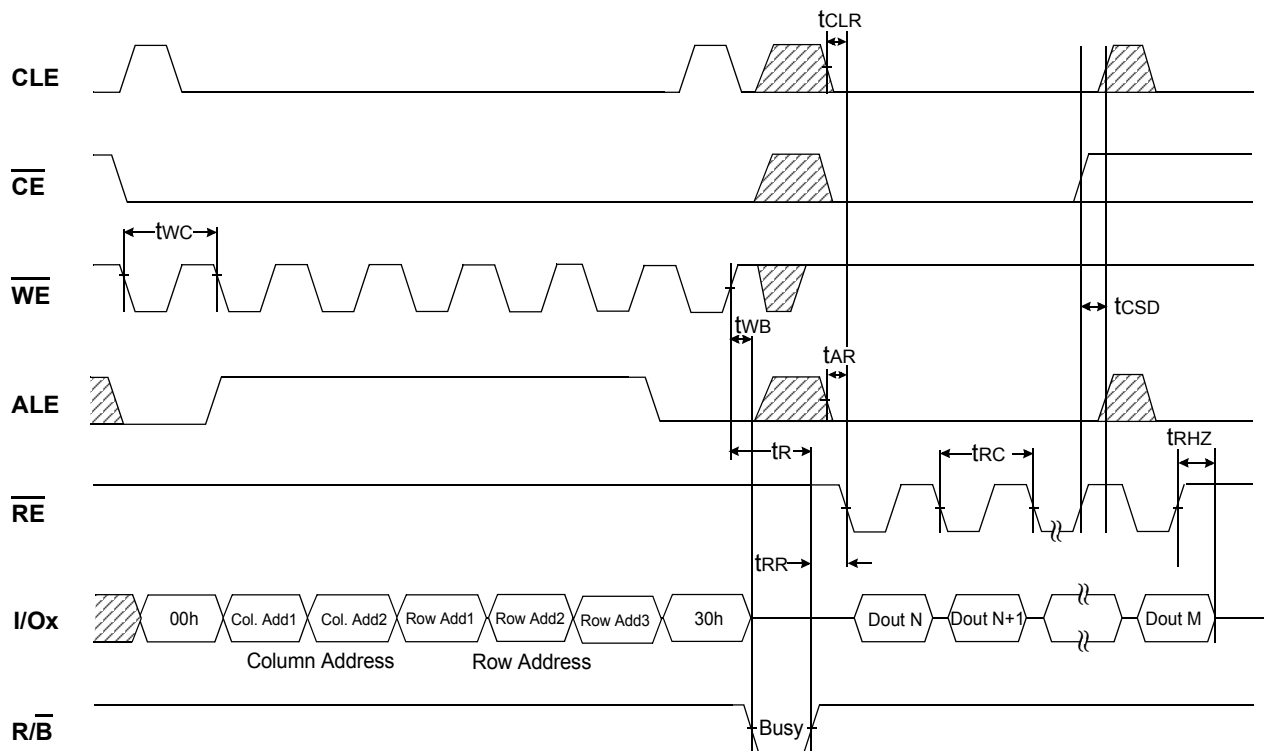 tCLR
CLE
CE
tWC
WE
tWB
tCSD
tAR
ALE
tR
tRC
tRHZ
RE
tRR
I/Ox
00h
Col. Add1
Col. Add2
Row Add1
Row Add2
Row Add3
30h
Dout N
Dout N+1
Dout M
Column Address
Row Address
R/B
Busy